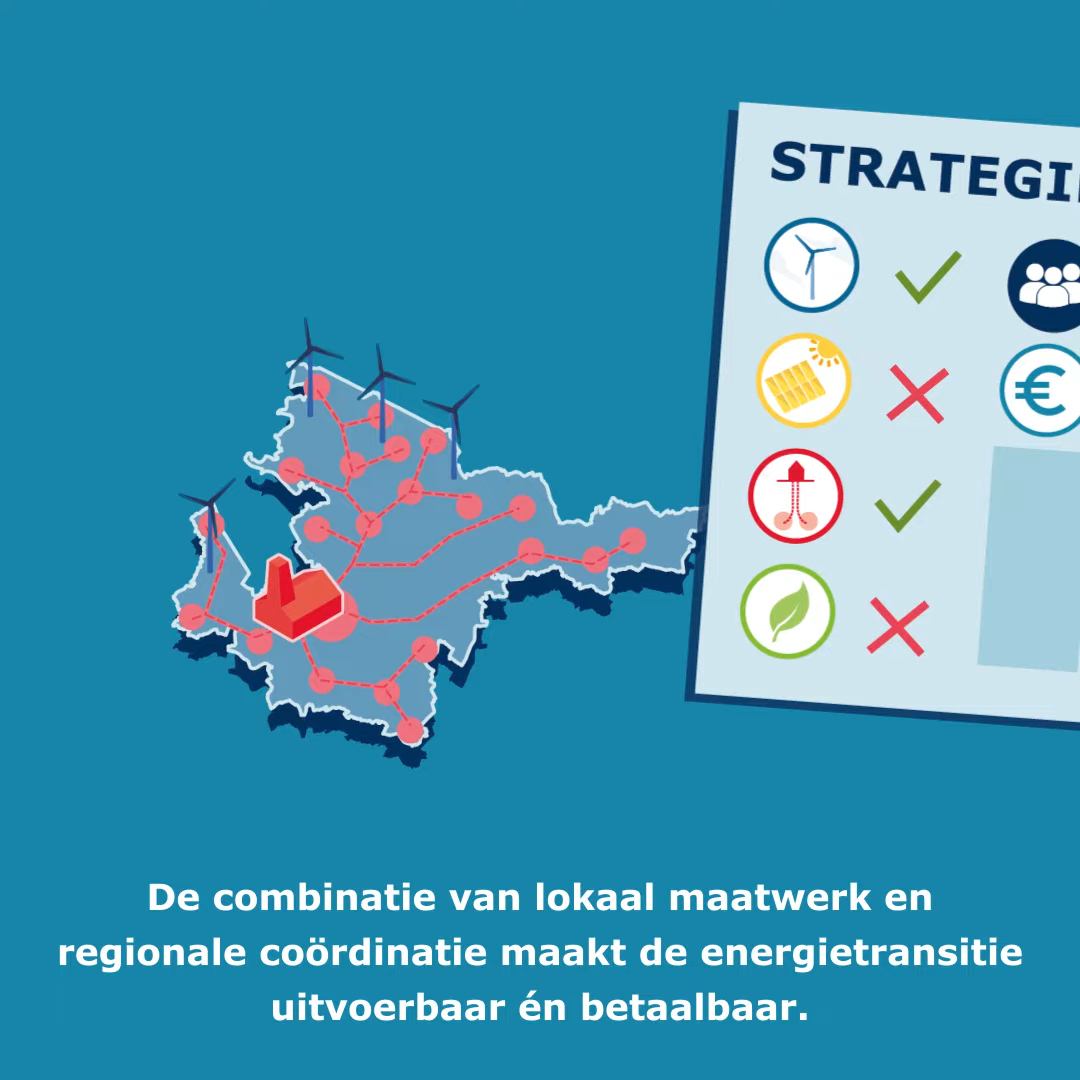 STRATEGI
De combinatie van lokaal maatwerk en
regionale coördinatie maakt de energietransitie
uitvoerbaar én betaalbaar.